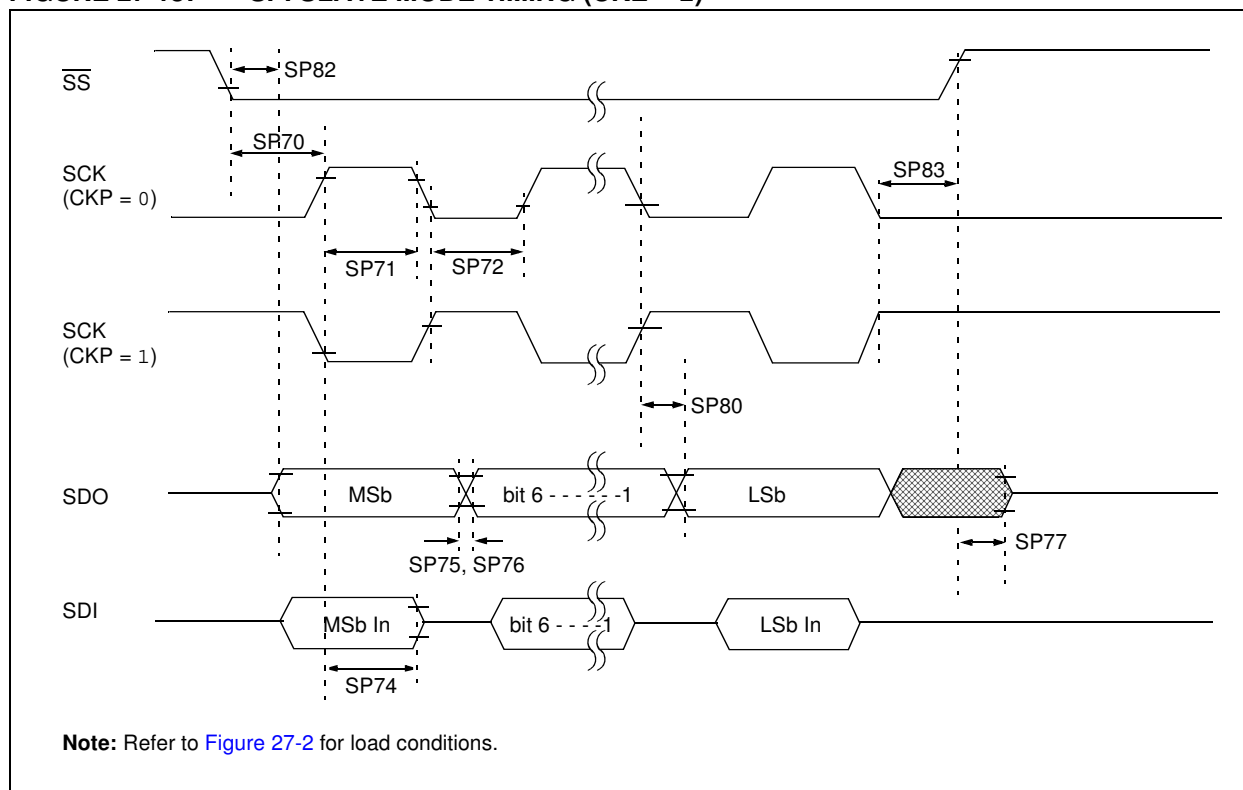 SS
SP82
SP70
SCK
(CKP = 0)
SP83
SP71
SP72
SCK
(CKP = 1)
SP80
SDO
MSb
bit 6 - - - - - -1
LSb
SP77
SP75, SP76
SDI
MSb In
bit 6 - - - -1
LSb In
SP74
Note: Refer to Figure 27-2 for load conditions.